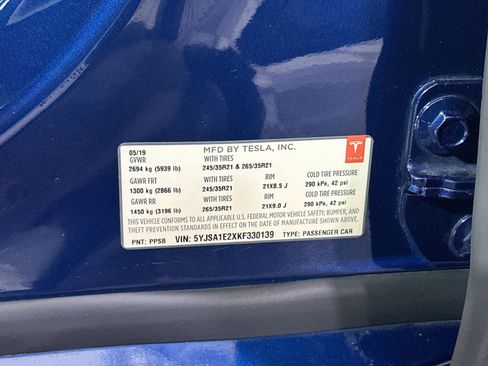 05/19 MFD BY TESLA, INC.
GVWR WITH TIRES
2694 kg (5939 lb) 245/35R21 & 265/35R21
TESLA
GAWR FRT WITH TIRES RIM COLD TIRE PRESSURE
1300 kg (2866 lb) 245/35R21 21X8.5 J 290 kPa, 42 psi
GAWR RR WITH TIRES RIM COLD TIRE PRESSURE
1450 kg (3196 lb) 265/35R21 21X9.0 J 290 kPa, 42 psi
THIS VEHICLE CONFORMS TO ALL APPLICABLE U.S. FEDERAL MOTOR VEHICLE SAFETY, BUMPER, AND
THEFT PREVENTION STANDARDS IN EFFECT ON THE DATE OF MANUFACTURE SHOWN ABOVE.
PNT: PPSB VIN: 5YJSA1E2XKF330139 TYPE: PASSENGER CAR